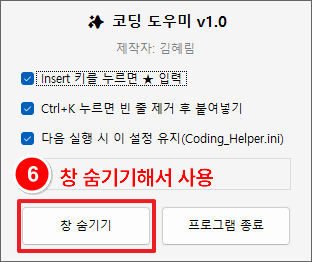 코딩 도우미 v1.0
제작자: 김혜림
Insert 키를 누르면 ★ 입력
Ctrl+K 누르면 빈 줄 제거 후 붙여넣기
다음 실행 시 이 설정 유지(Coding_Helper.ini)
6 창 숨기기해서 사용
창 숨기기 프로그램 종료